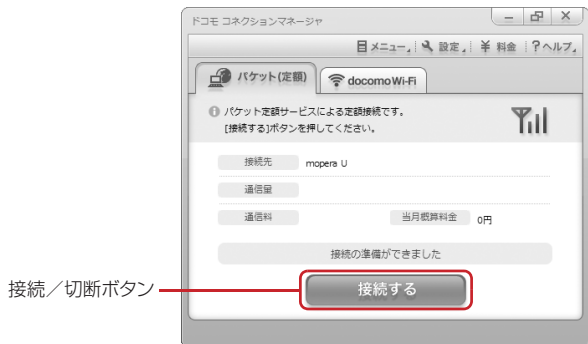 ドコモ コネクションマネージャ
メニュー 設定 ¥ 料金 ?ヘルプ
パケット(定額) docomo Wi-Fi
パケット定額サービスによる定額接続です。
[接続する]ボタンを押してください。
接続先 mopera U
通信量
通信料 当月概算料金 0円
接続の準備ができました
接続／切断ボタン 接続する